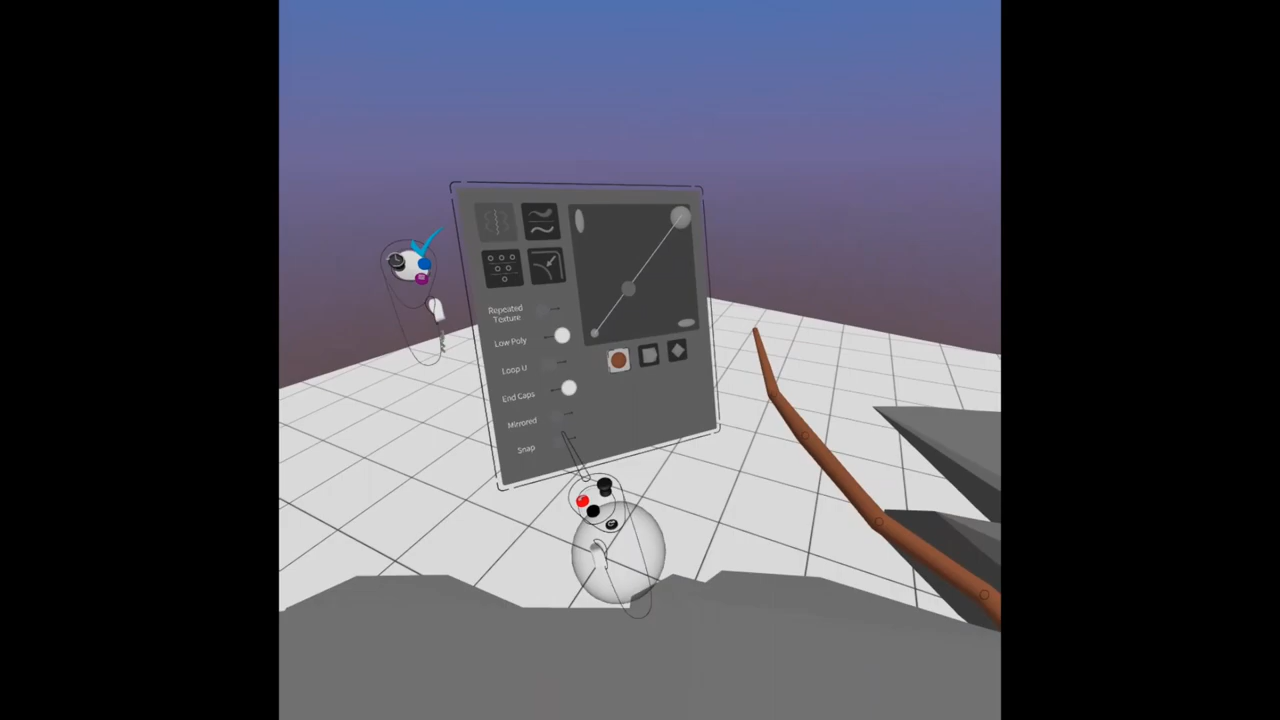 Repeated
Texture
Low Poly
Loop U
End Caps
Mirrored
Snap